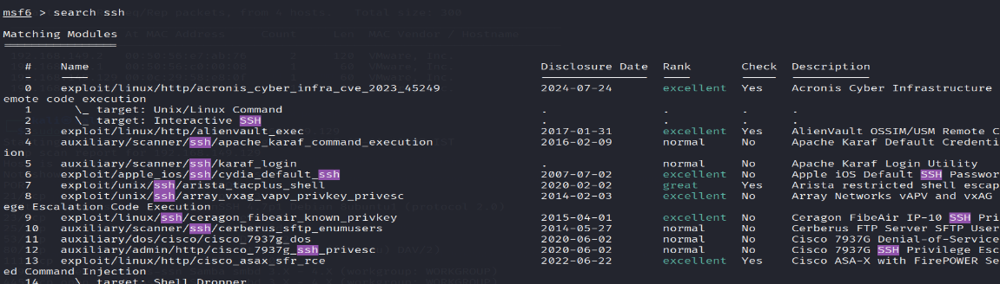 msf6 > search ssh
Matching Modules
#  Name  Disclosure Date  Rank  Check  Description
0  exploit/linux/http/acronis_cyber_infra_cve_2023_45249  2024-07-24  excellent  Yes  Acronis Cyber Infrastructure
emote code execution
1  \_ target: Unix/Linux Command  .  .  .  .
2  \_ target: Interactive SSH  .  .  .  .
3  exploit/linux/http/alienvault_exec  2017-01-31  excellent  Yes  AlienVault OSSIM/USM Remote C
4  auxiliary/scanner/ssh/apache_karaf_command_execution  2016-02-09  normal  No  Apache Karaf Default Credenti
ion
5  auxiliary/scanner/ssh/karaf_login  .  normal  No  Apache Karaf Login Utility
6  exploit/apple_ios/ssh/cydia_default_ssh  2007-07-02  excellent  No  Apple iOS Default SSH Passwor
7  exploit/unix/ssh/arista_tacplus_shell  2020-02-02  great  Yes  Arista restricted shell escap
8  exploit/unix/ssh/array_vxag_vapv_privkey_privesc  2014-02-03  excellent  No  Array Networks vAPV and vxAG
ege Escalation Code Execution
9  exploit/linux/ssh/ceragon_fibeair_known_privkey  2015-04-01  excellent  No  Ceragon FibeAir IP-10 SSH Pri
10  auxiliary/scanner/ssh/cerberus_sftp_enumusers  2014-05-27  normal  No  Cerberus FTP Server SFTP User
11  auxiliary/dos/cisco/cisco_7937g_dos  2020-06-02  normal  No  Cisco 7937G Denial-of-Service
12  auxiliary/admin/http/cisco_7937g_ssh_privesc  2020-06-02  normal  No  Cisco 7937G SSH Privilege Esc
13  exploit/linux/http/cisco_asax_sfr_rce  2022-06-22  excellent  Yes  Cisco ASA-X with FirePOWER Se
ed Command Injection
14  \_ target: Shell Dropper